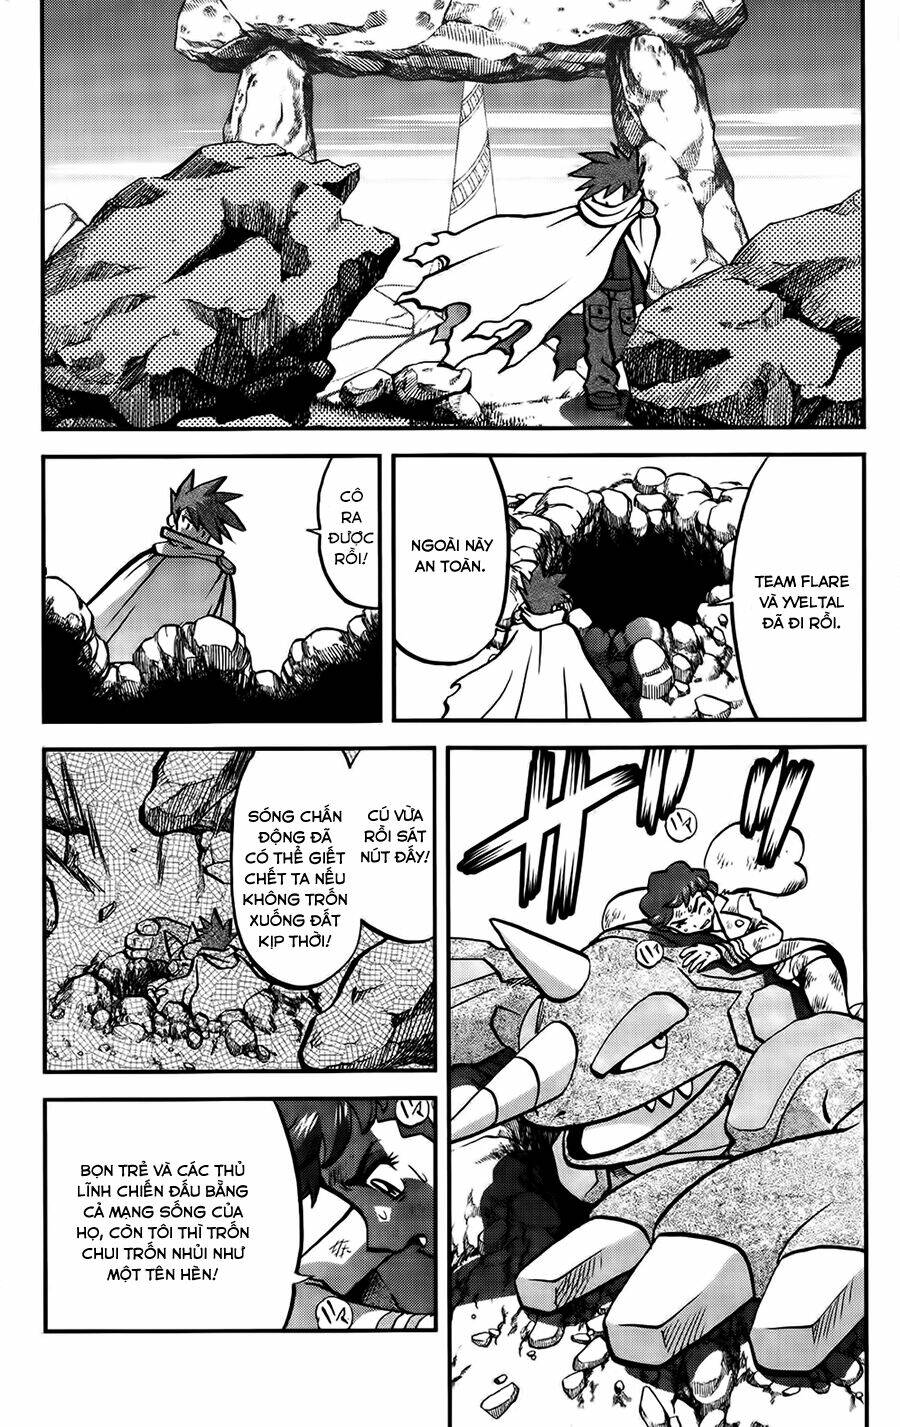 TEAM FLARE
VÀ YVELTAL
ĐÃ ĐI RỒI.
NGOÀI NÀY
AN TOÀN.
CÔ
RA
ĐƯỢC
RỒI!
CÚ VỪA
RỒI SÁT
NÚT ĐẤY!
SÓNG CHẤN
ĐỘNG ĐÃ
CÓ THỂ GIẾT
CHẾT TA NẾU
KHÔNG TRỐN
XUỐNG ĐẤT
KỊP THỜI!
BỌN TRẺ VÀ CÁC THỦ
LĨNH CHIẾN ĐẤU BẰNG
CẢ MẠNG SỐNG CỦA
HỌ, CÒN TÔI THÌ TRỐN
CHUI TRỐN NHỦI NHƯ
MỘT TÊN HÈN!